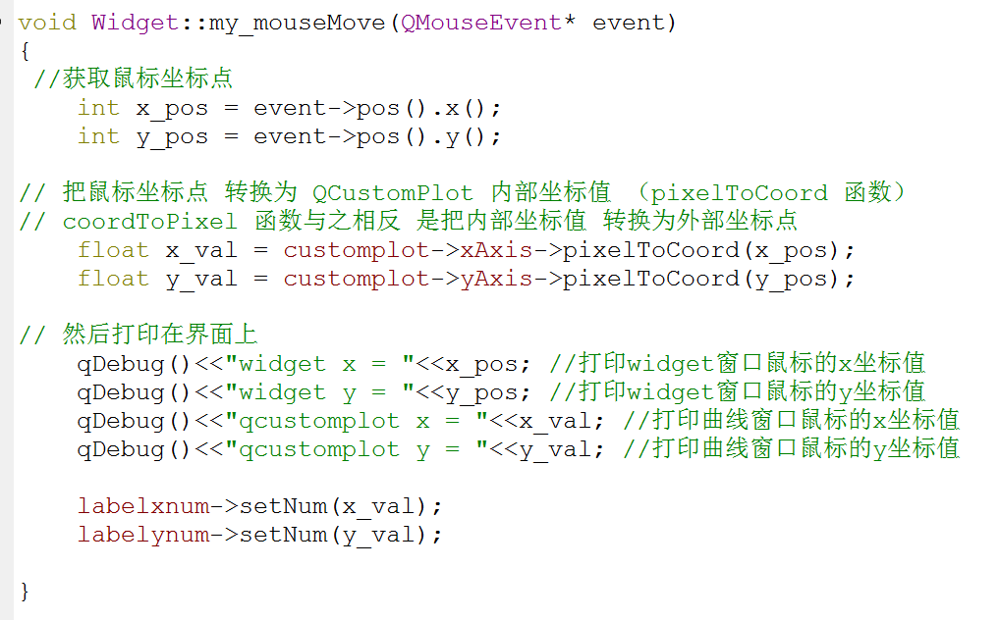 void Widget::my_mouseMove(QMouseEvent* event)
{
//获取鼠标坐标点
int x_pos = event->pos().x();
int y_pos = event->pos().y();
// 把鼠标坐标点 转换为 QCustomPlot 内部坐标值 （pixelToCoord 函数）
// coordToPixel 函数与之相反 是把内部坐标值 转换为外部坐标点
float x_val = customplot->xAxis->pixelToCoord(x_pos);
float y_val = customplot->yAxis->pixelToCoord(y_pos);
// 然后打印在界面上
qDebug()<<"widget x = "<<x_pos; //打印widget窗口鼠标的x坐标值
qDebug()<<"widget y = "<<y_pos; //打印widget窗口鼠标的y坐标值
qDebug()<<"qcustomplot x = "<<x_val; //打印曲线窗口鼠标的x坐标值
qDebug()<<"qcustomplot y = "<<y_val; //打印曲线窗口鼠标的y坐标值
labelxnum->setNum(x_val);
labelynum->setNum(y_val);
}